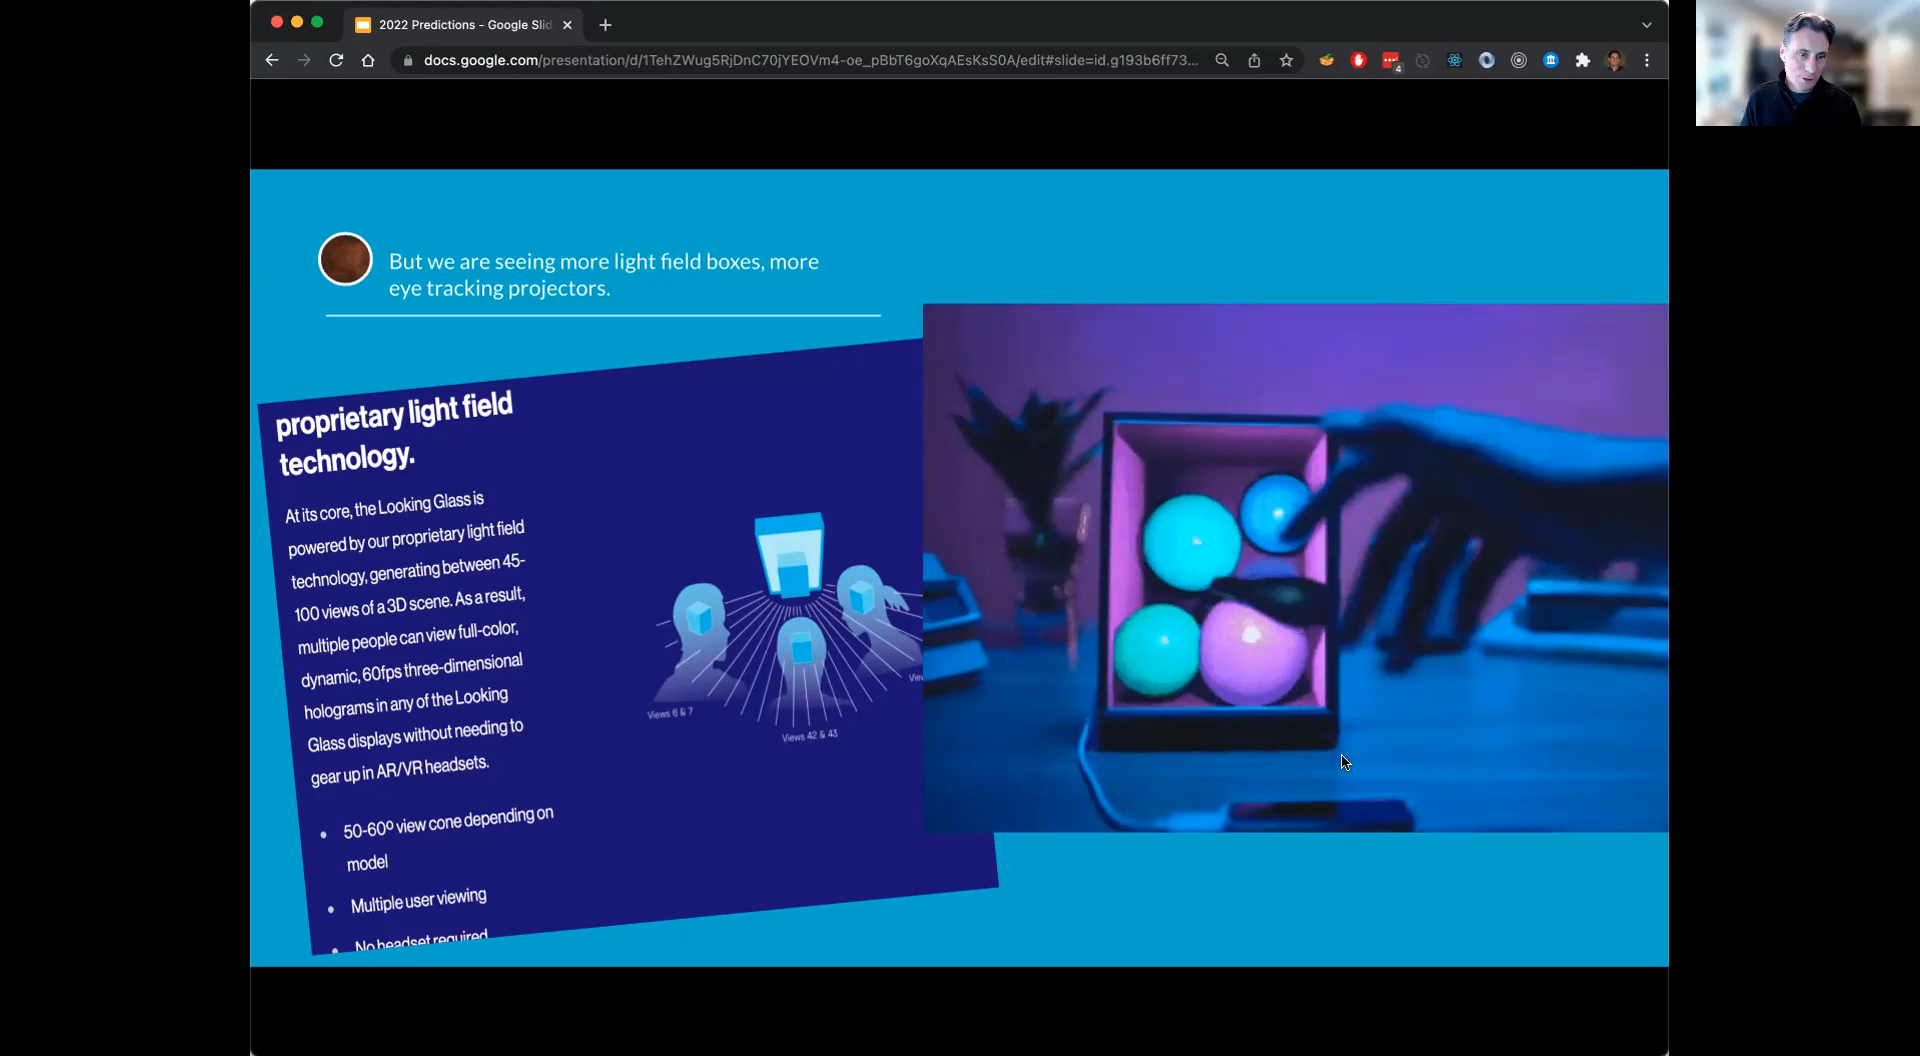 2022 Predictions - Google Slid
docs.google.com/presentation/d/1TehZWug5RjDnC70jYEOVm4-oe_pBbT6goXqAEsKsS0A/edit#slide=id.g193b6ff73...
4
But we are seeing more light field boxes, more
eye tracking projectors.
proprietary light field
technology.
At its core, the Looking Glass is
powered by our proprietary light field
technology, generating between 45-
100 views of a 3D scene. As a result,
multiple people can view full-color,
dynamic, 60fps three-dimensional
holograms in any of the Looking
Glass displays without needing to
gear up in AR/VR headsets.
• 50-60º view cone depending on
model
• Multiple user viewing
• No headset required
Views 6 & 7
Views 42 & 43